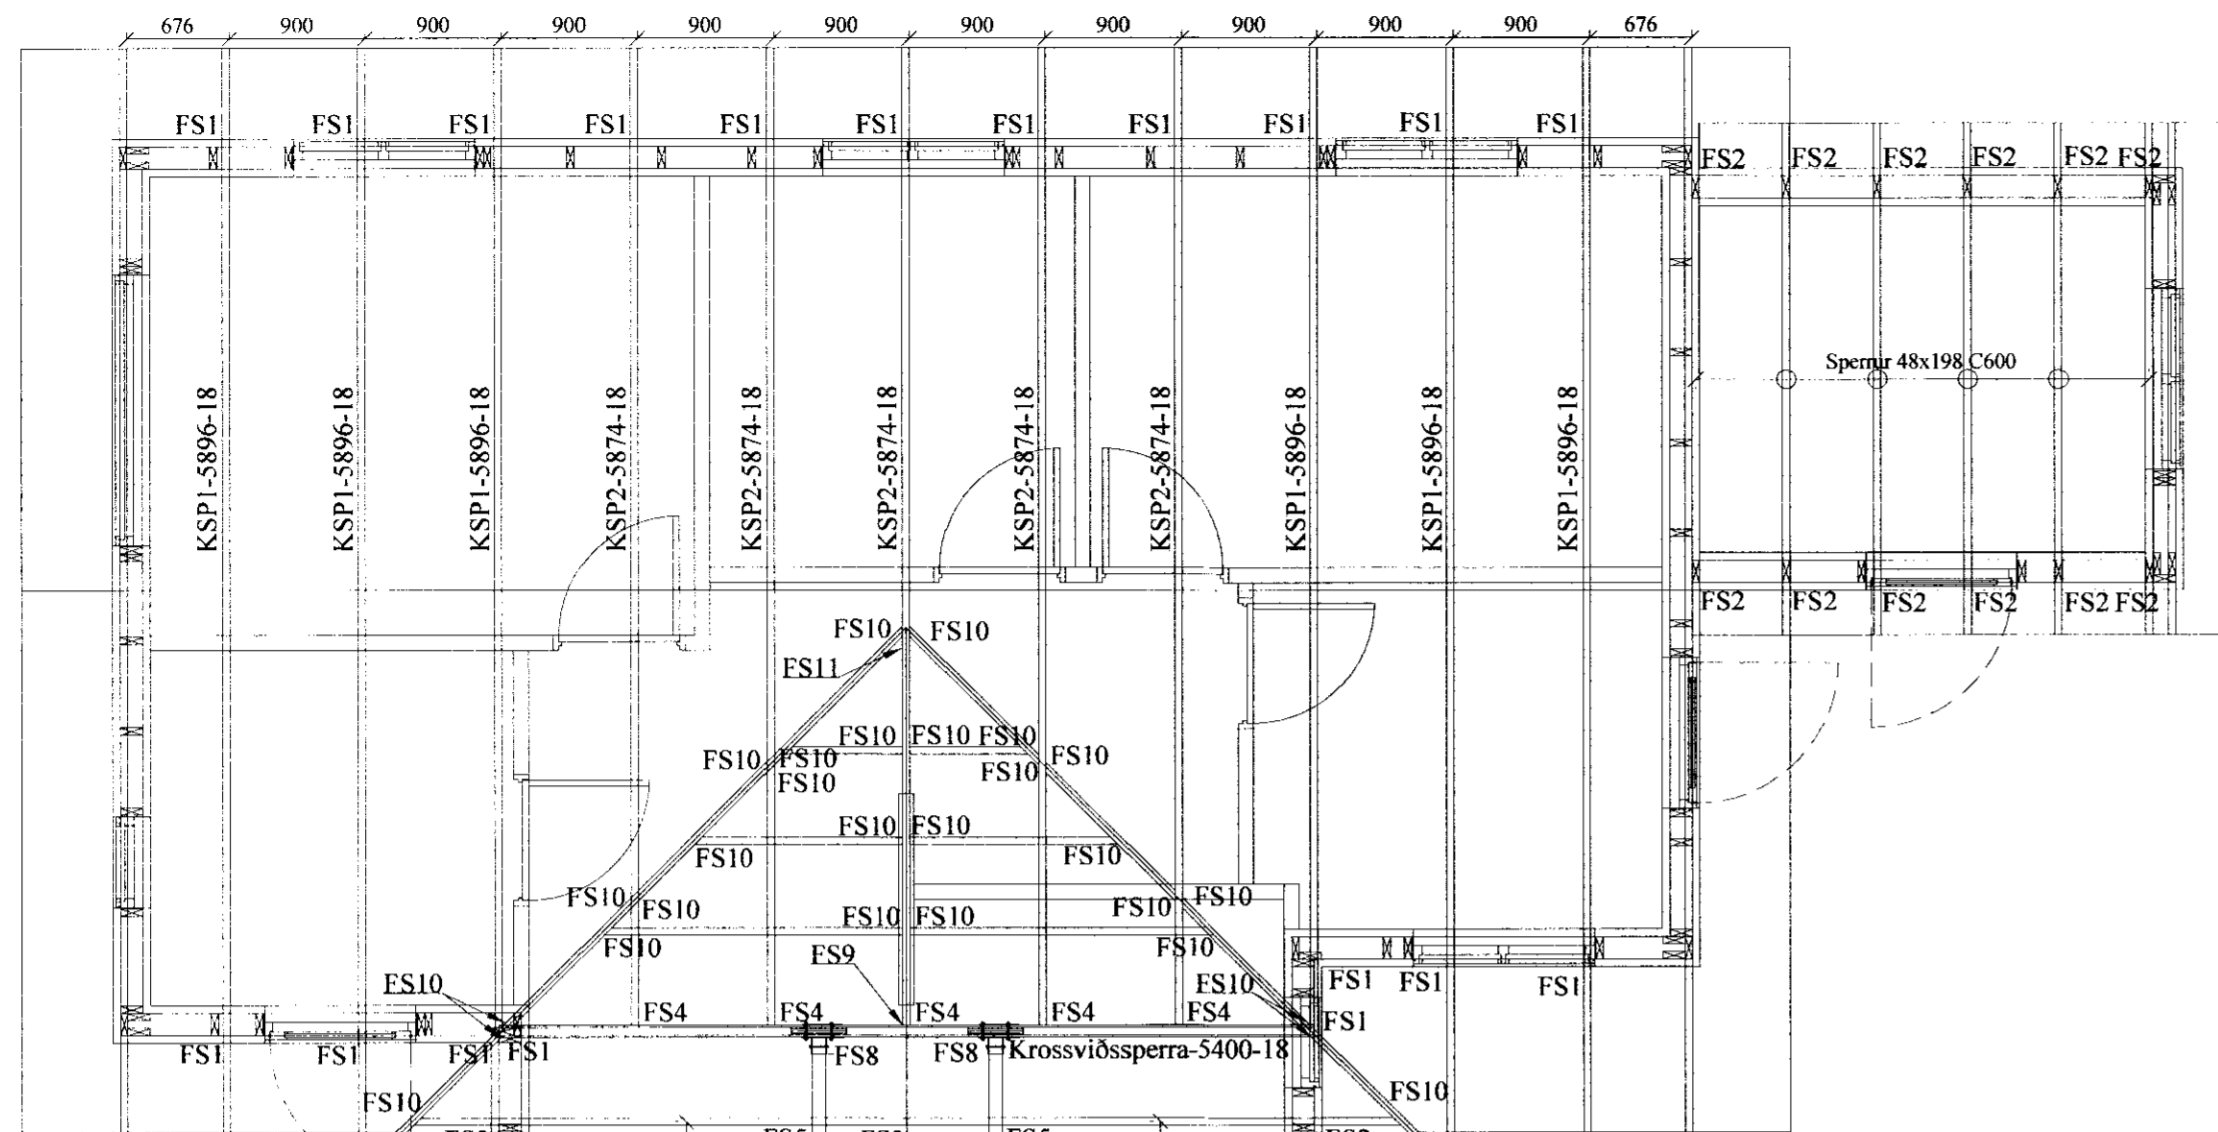 676 900 900 900 900 900 900 900 900 900 900 676
FS1 FS1 FS1 FS1 FS1 FS1 FS1 FS1 FS1 FS1 FS1
FS2 FS2 FS2 FS2 FS2 FS2
Sperrur 48x198 C600
KSP1-5896-18
KSP1-5896-18
KSP1-5896-18
KSP2-5874-18
KSP2-5874-18
KSP2-5874-18
KSP2-5874-18
KSP2-5874-18
KSP1-5896-18
KSP1-5896-18
KSP1-5896-18
FS2 FS2 FS2 FS2 FS2 FS2
FS10 FS10
FS11
FS10 FS10 FS10
FS10 FS10 FS10 FS10
FS10
FS10 FS10
FS10 FS10
FS10 FS10
FS10 FS10
FS10 FS10 FS10
FS10 FS10
FS9
FS10 FS10 FS1 FS1 FS1
FS4 FS4 FS4 FS4
FS1
FS1 FS1 FS1 FS1 FS8 FS8 Krossviðssperra-5400-18
FS10 FS10